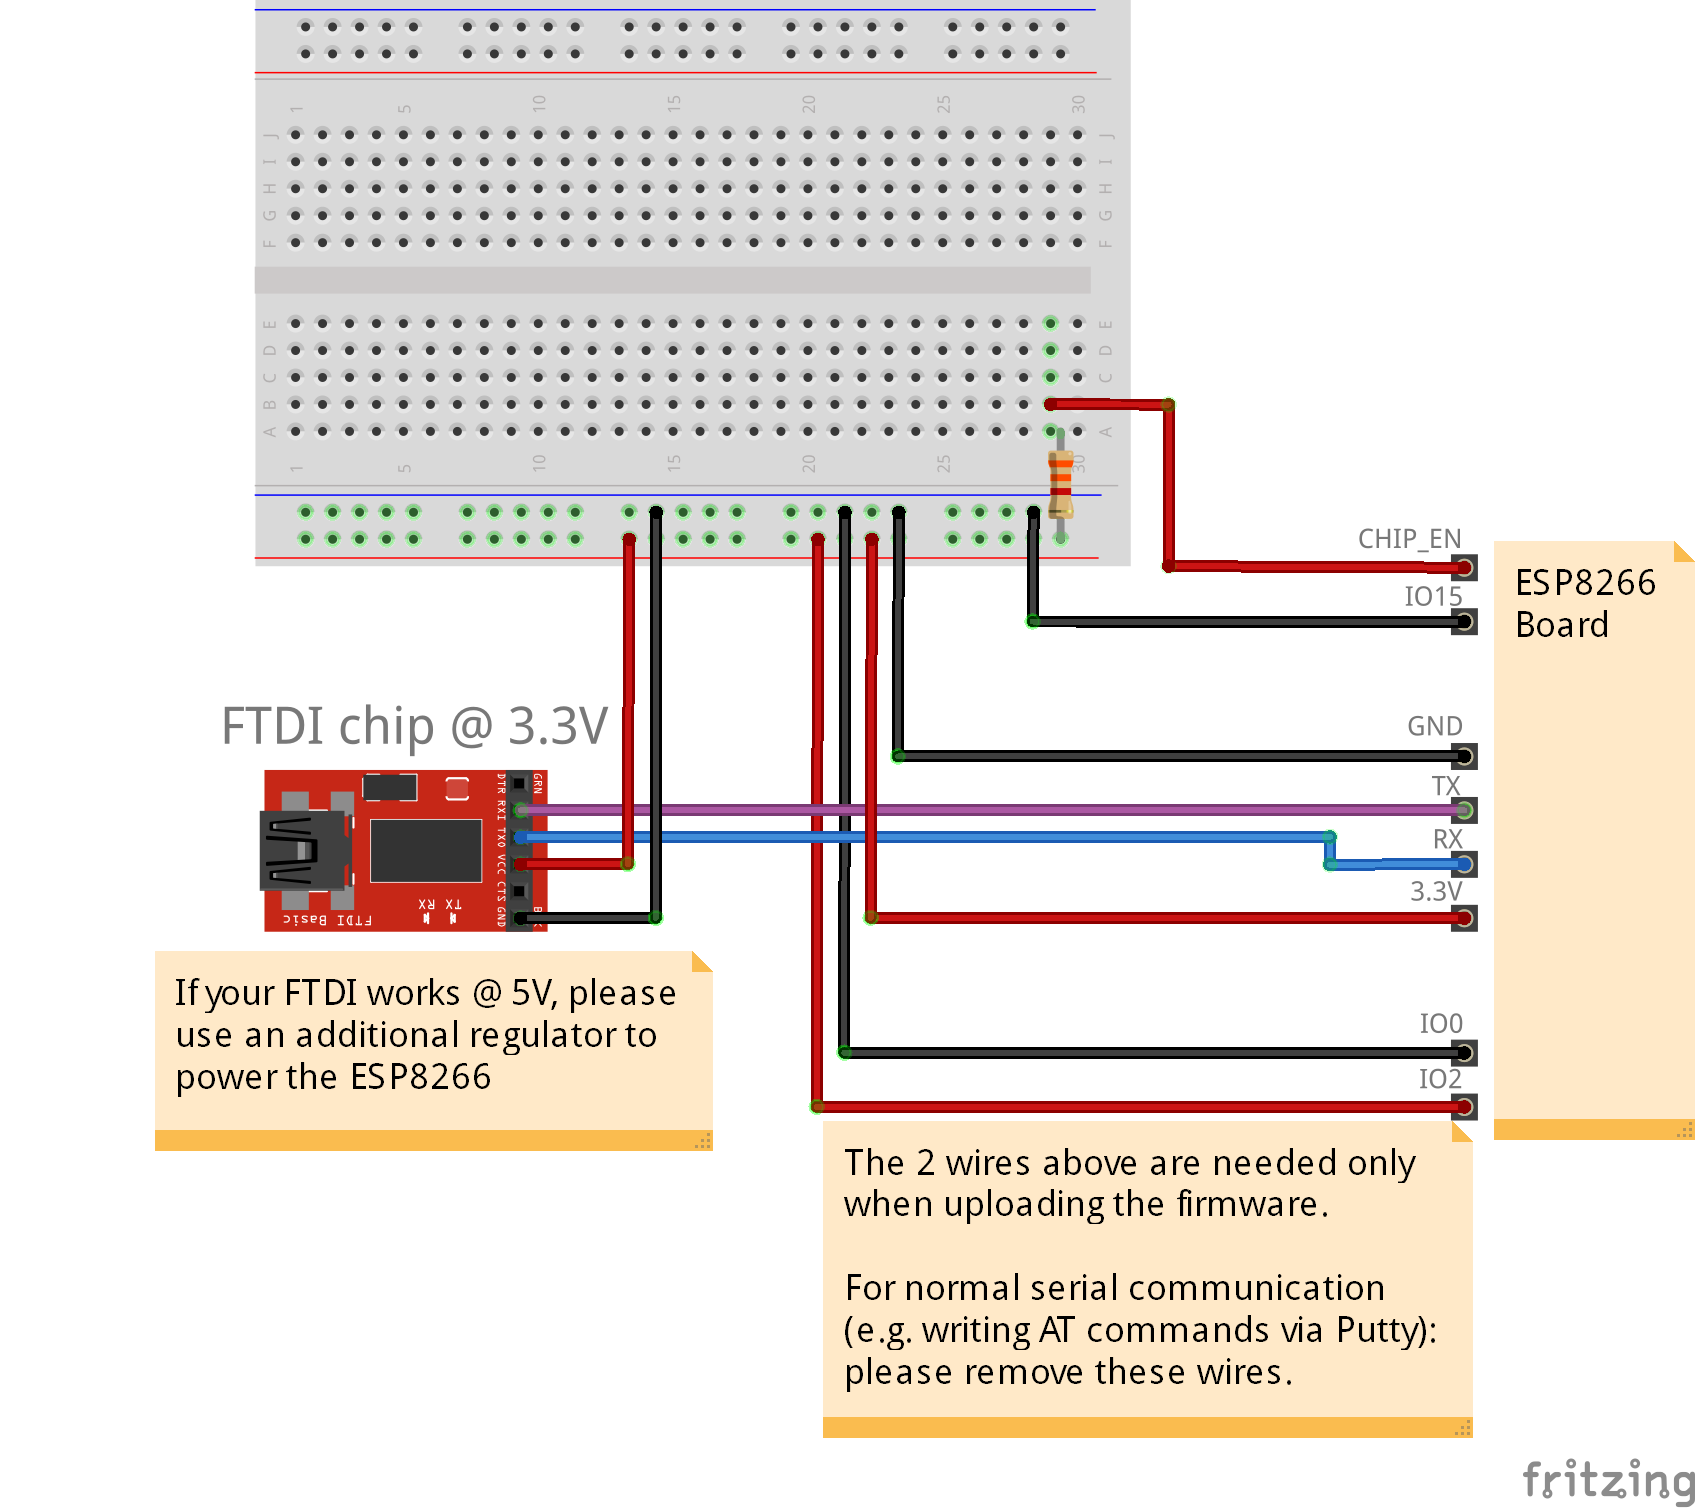 1 5 10 15 20 25 30
J J
I I
H H
G G
F F
E E
D D
C C
B
A A
1 5 10 15 20 25 30
CHIP_EN
IO15
ESP8266
Board
GND
TX
RX
3.3V
IO0
IO2
FTDI chip @ 3.3V
DTR RXI TXO VCC CTS GND
GRN
TX RX
FTDI Basic
If your FTDI works @ 5V, please
use an additional regulator to
power the ESP8266
The 2 wires above are needed only
when uploading the firmware.
For normal serial communication
(e.g. writing AT commands via Putty):
please remove these wires.
fritzing